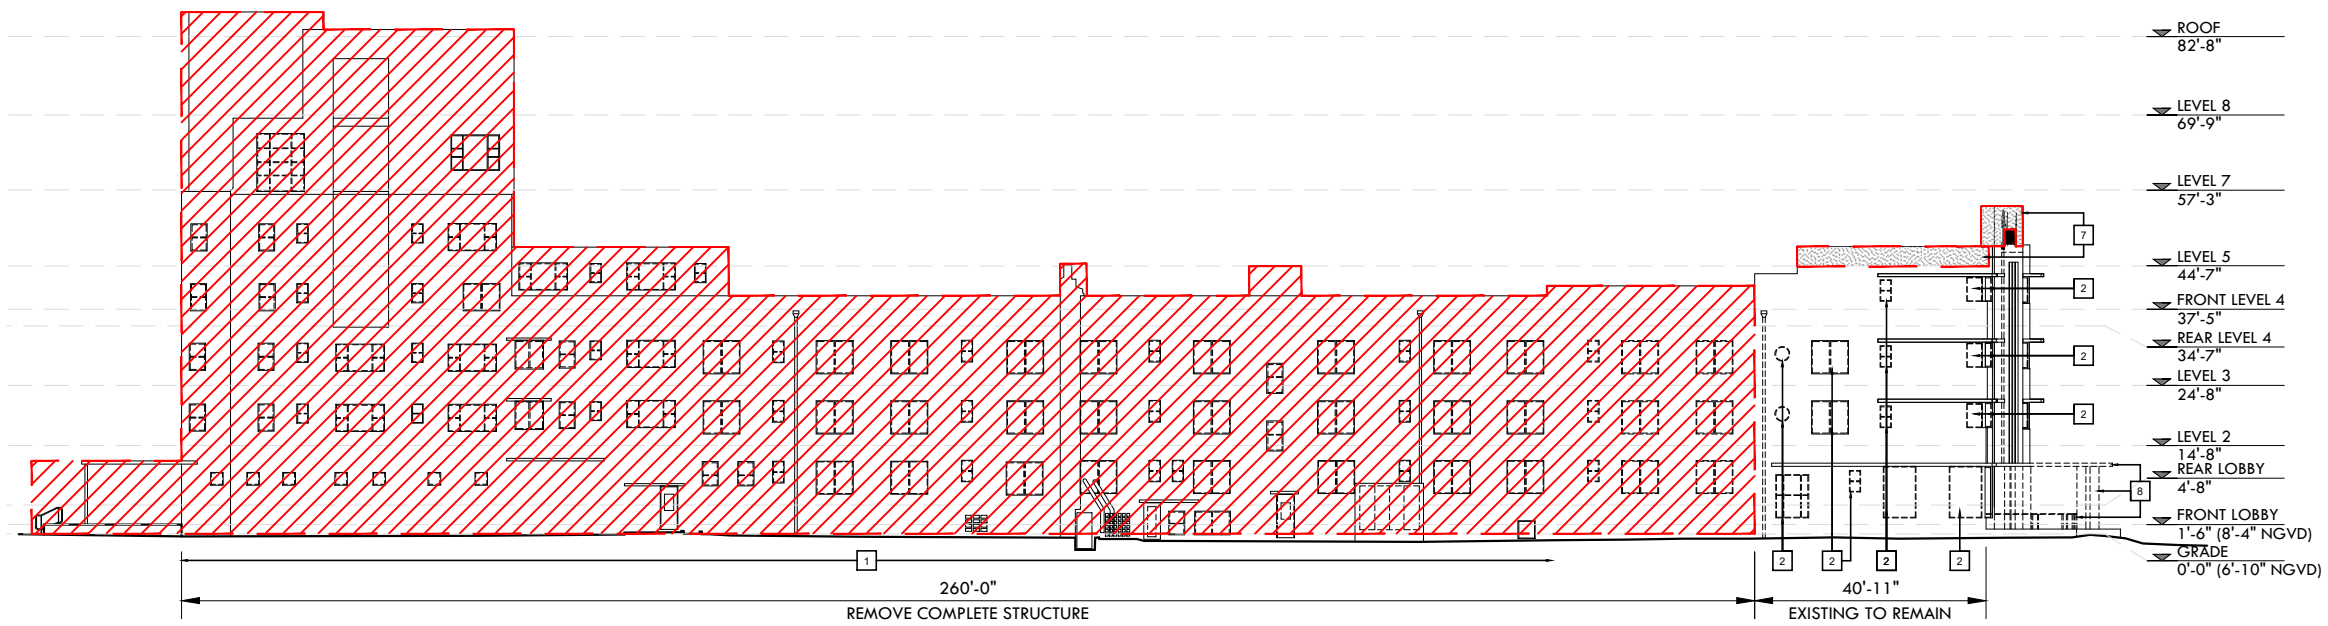 ROOF
82'-8"
LEVEL 8
69'-9"
LEVEL 7
57'-3"
7
LEVEL 5
44'-7"
2
FRONT LEVEL 4
37'-5"
REAR LEVEL 4
34'-7"
2
LEVEL 3
24'-8"
2
LEVEL 2
14'-8"
REAR LOBBY
4'-8"
8
FRONT LOBBY
1'-6" (8'-4" NGVD)
GRADE
0'-0" (6'-10" NGVD)
1
2
2
2
2
260'-0"
REMOVE COMPLETE STRUCTURE
40'-11"
EXISTING TO REMAIN